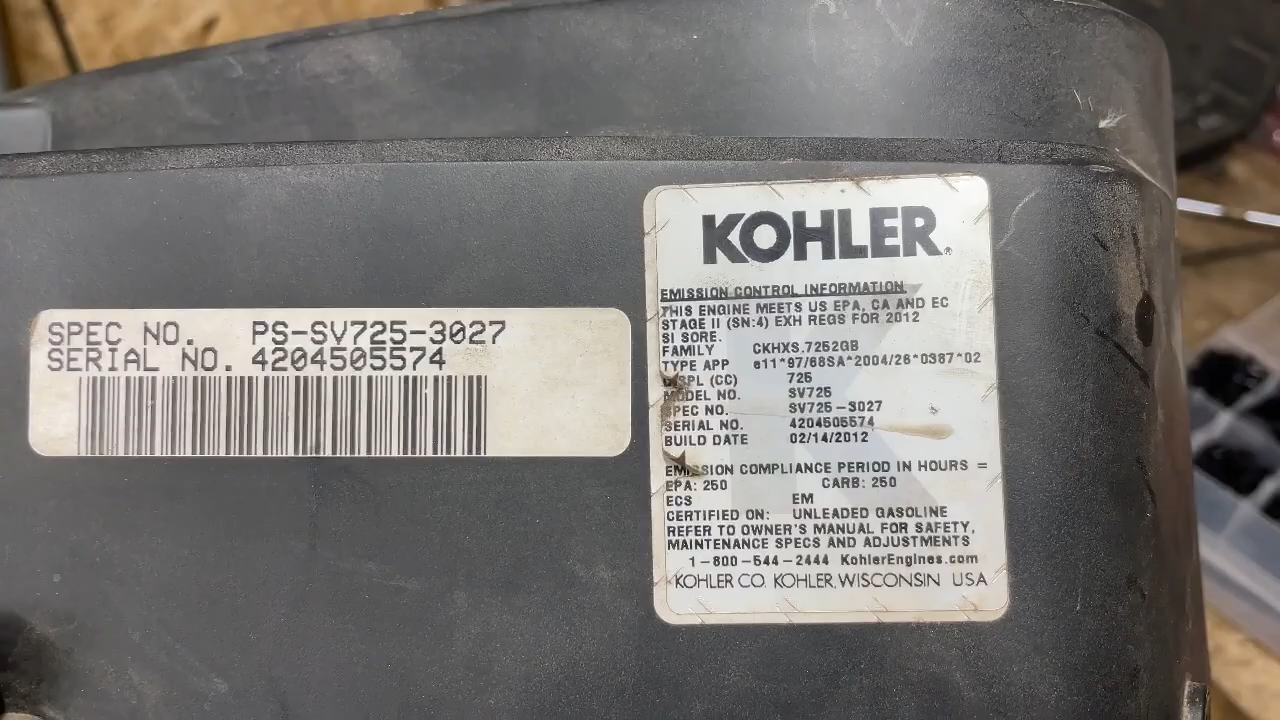 SPEC NO. PS-SV725-3027
SERIAL NO. 4204505574
KOHLER®
EMISSION CONTROL INFORMATION
THIS ENGINE MEETS US EPA, CA AND EC
STAGE II (SN:4) EXH REGS FOR 2012
SI SORE.
FAMILY CKHXS.7252GB
TYPE APP e11*97/68SA*2004/26*0387*02
DISPL (CC) 725
MODEL NO. SV725
SPEC NO. SV725-3027
SERIAL NO. 4204505574
BUILD DATE 02/14/2012
EMISSION COMPLIANCE PERIOD IN HOURS =
EPA: 250 CARB: 250
ECS EM
CERTIFIED ON: UNLEADED GASOLINE
REFER TO OWNER'S MANUAL FOR SAFETY,
MAINTENANCE SPECS AND ADJUSTMENTS
1-800-544-2444 KohlerEngines.com
KOHLER CO. KOHLER, WISCONSIN USA